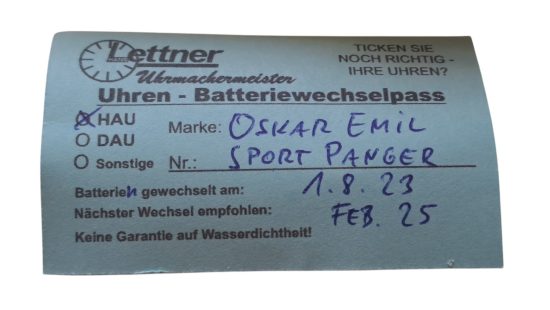 Lettner
Uhrmachermeister
TICKEN SIE
NOCH RICHTIG -
IHRE UHREN?
Uhren - Batteriewechselpass
HAU
DAU
Sonstige
Marke: OSKAR EMIL
Nr.: SPORT PANGER
Batterien gewechselt am: 1.8.23
Nächster Wechsel empfohlen: FEB. 25
Keine Garantie auf Wasserdichtheit!